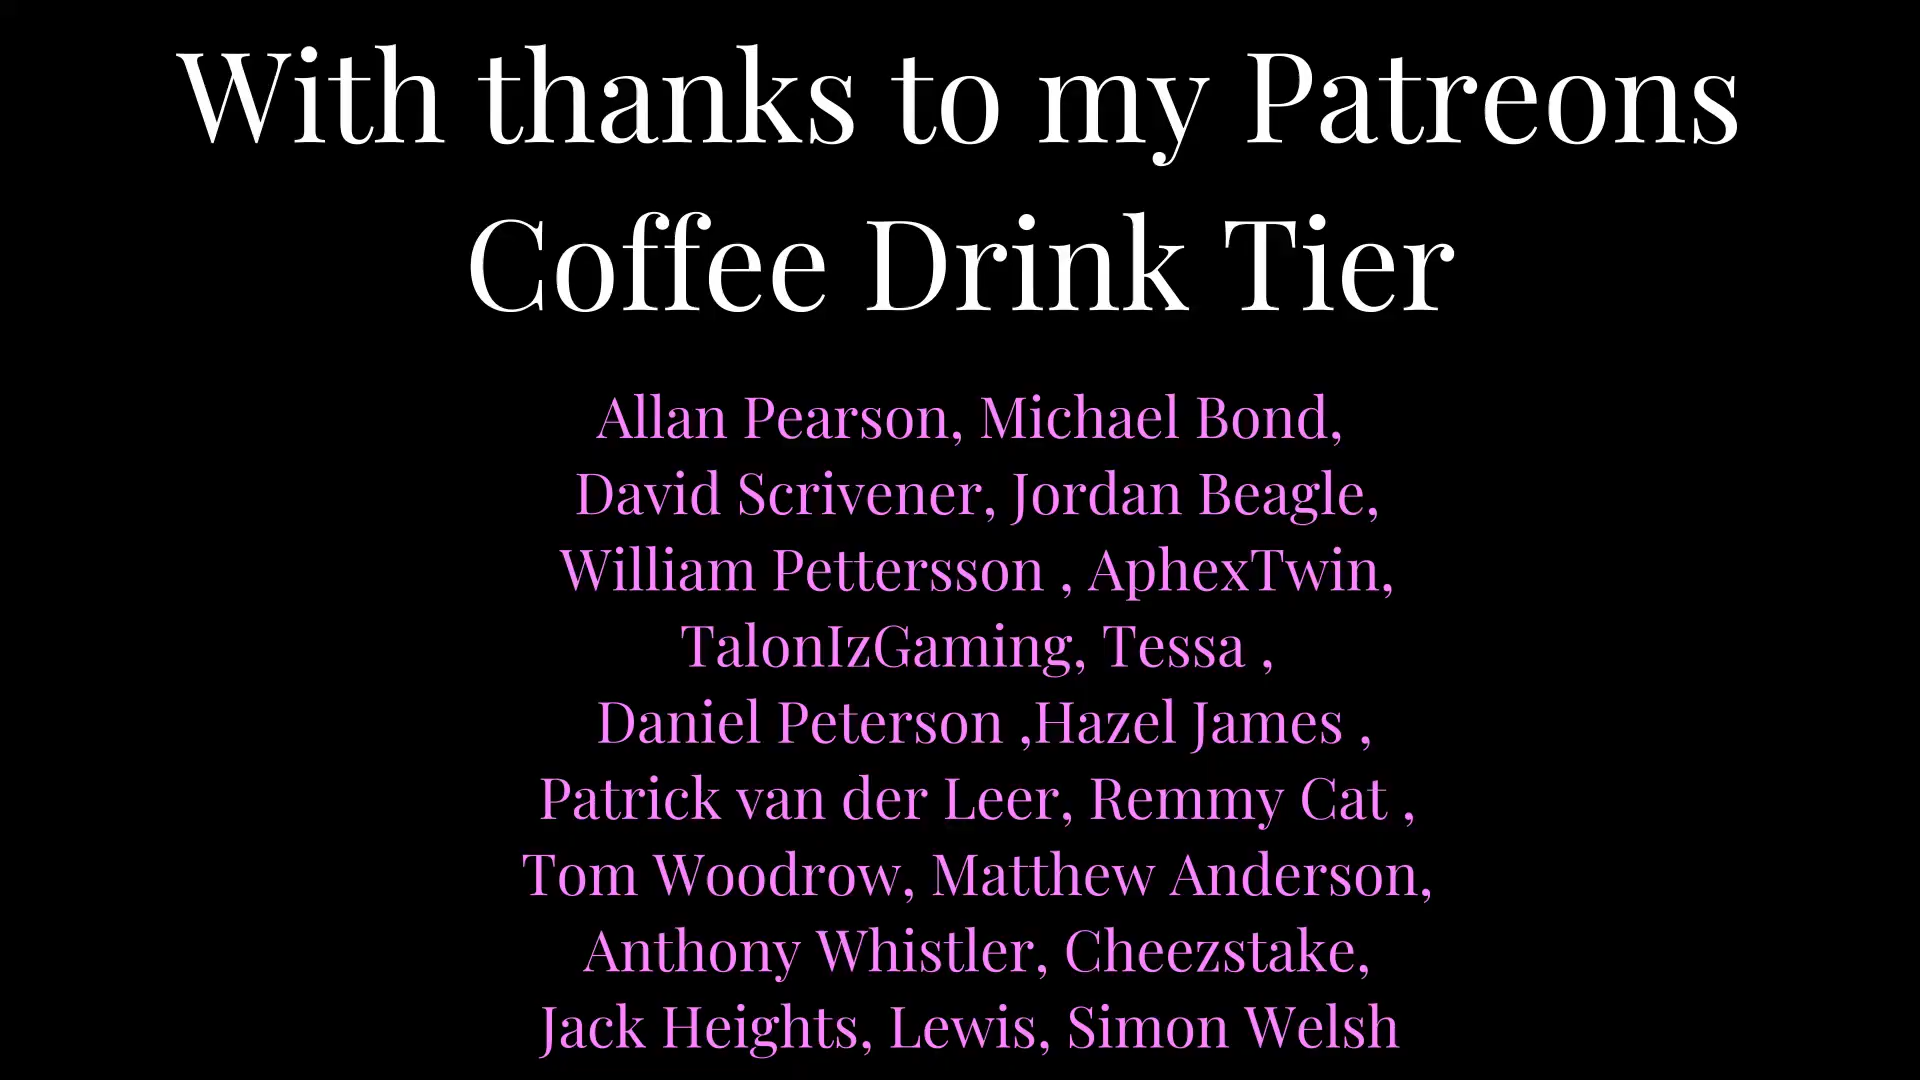 With thanks to my Patreons
Coffee Drink Tier
Allan Pearson, Michael Bond,
David Scrivener, Jordan Beagle,
William Pettersson , AphexTwin,
TalonIzGaming, Tessa ,
Daniel Peterson ,Hazel James ,
Patrick van der Leer, Remmy Cat ,
Tom Woodrow, Matthew Anderson,
Anthony Whistler, Cheezstake,
Jack Heights, Lewis, Simon Welsh